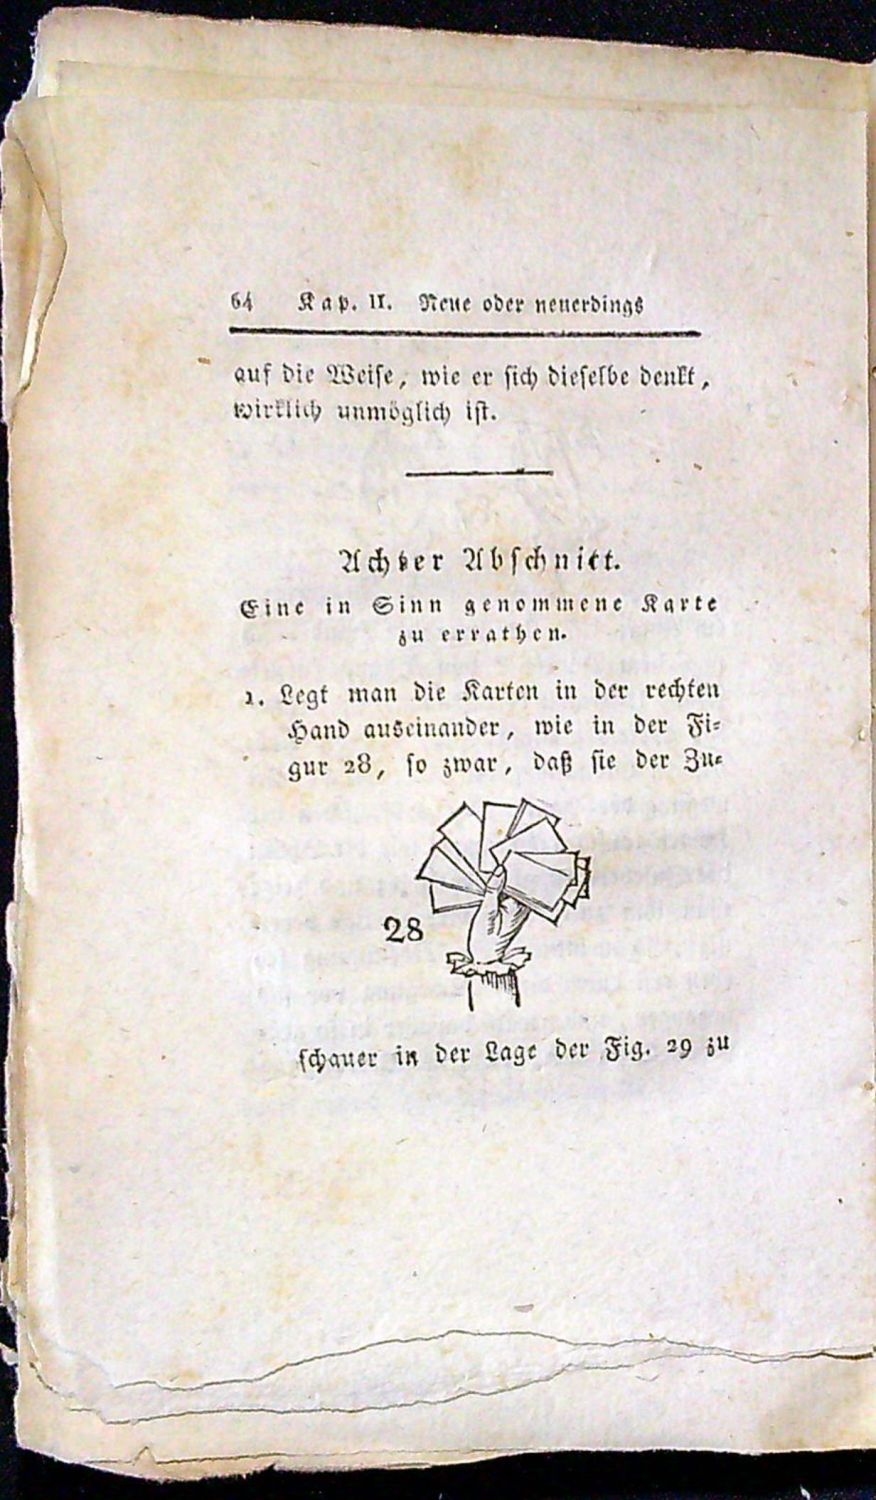 64 Kap. II. Neue oder neuerdings
auf die Weise, wie er sich dieselbe denkt,
wirklich unmöglich ist.
Achter Abschnitt.
Eine in Sinn genommene Karte
zu errathen.
1. Legt man die Karten in der rechten
Hand auseinander, wie in der Fi-
gur 28, so zwar, daß sie der Zu-
28
schauer in der Lage der Fig. 29 zu